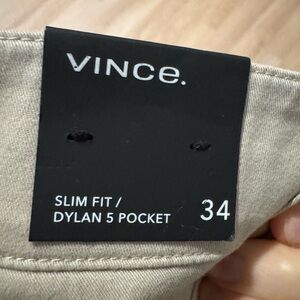 VINCE.
SLIM FIT /
DYLAN 5 POCKET
34